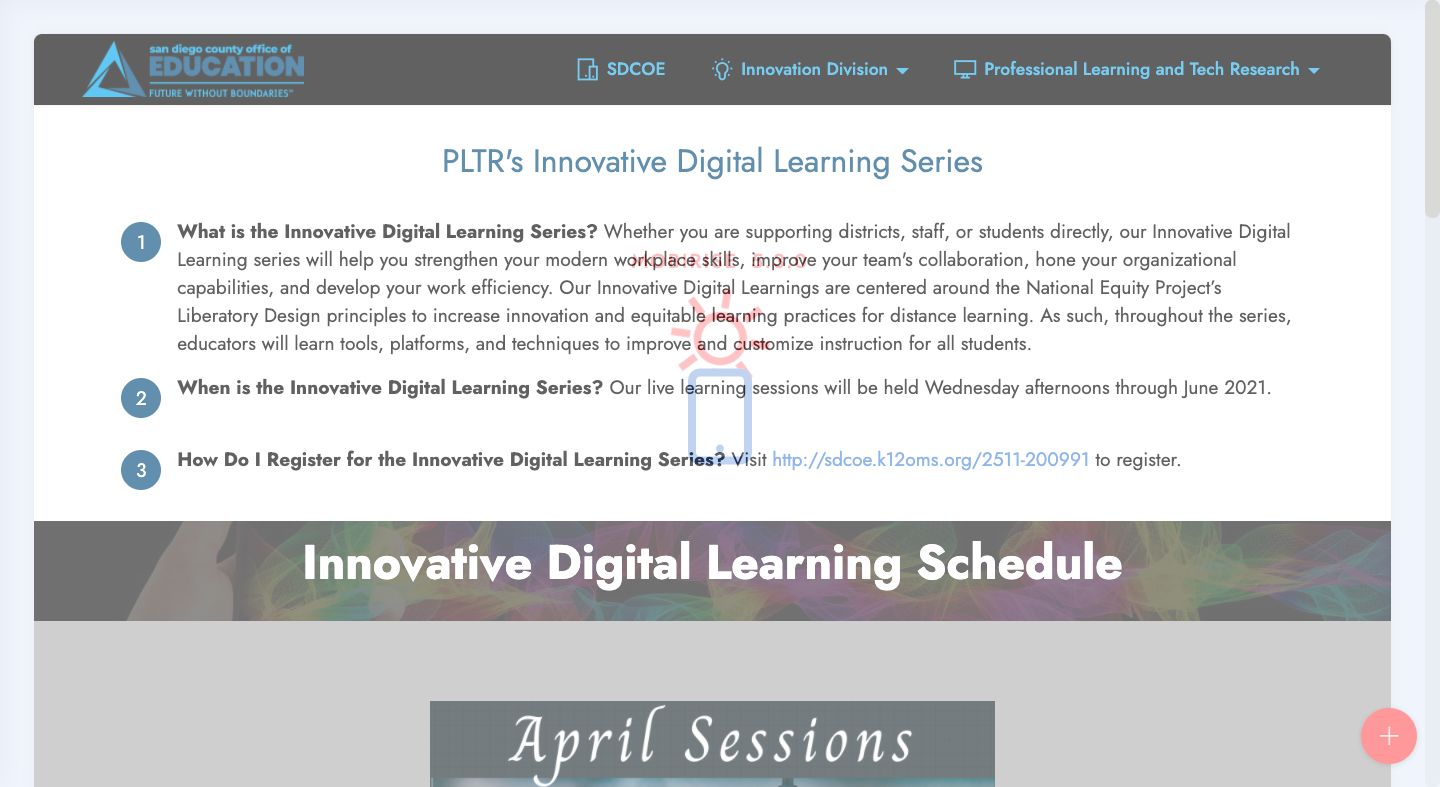 san diego county office of
EDUCATION
FUTURE WITHOUT BOUNDARIES™
SDCOE
Innovation Division
Professional Learning and Tech Research
PLTR's Innovative Digital Learning Series
1
What is the Innovative Digital Learning Series? Whether you are supporting districts, staff, or students directly, our Innovative Digital
Learning series will help you strengthen your modern workplace skills, improve your team's collaboration, hone your organizational
capabilities, and develop your work efficiency. Our Innovative Digital Learnings are centered around the National Equity Project’s
Liberatory Design principles to increase innovation and equitable learning practices for distance learning. As such, throughout the series,
educators will learn tools, platforms, and techniques to improve and customize instruction for all students.
2
When is the Innovative Digital Learning Series? Our live learning sessions will be held Wednesday afternoons through June 2021.
3
How Do I Register for the Innovative Digital Learning Series? Visit http://sdcoe.k12oms.org/2511-200991 to register.
Innovative Digital Learning Schedule
April Sessions